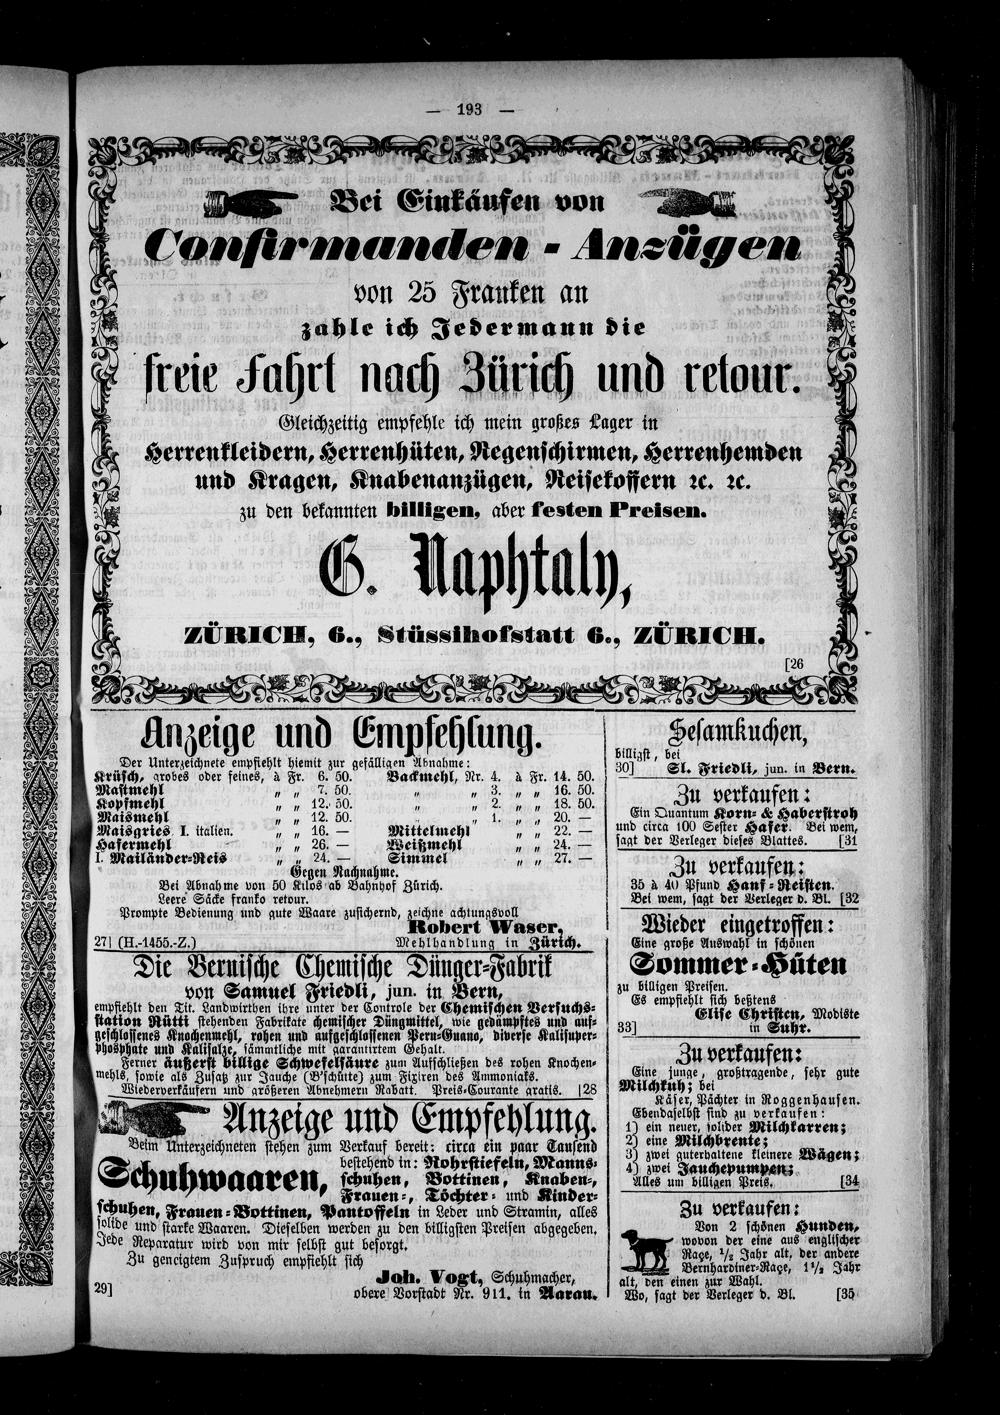 — 193 —
Bei Einkäufen von
Confirmanden - Anzügen
von 25 Franken an
zahle ich Jedermann die
freie Fahrt nach Zürich und retour.
Gleichzeitig empfehle ich mein großes Lager in
Herrenkleidern, Herrenhüten, Regenschirmen, Herrenhemden
und Kragen, Knabenanzügen, Reisekoffern ꝛc. ꝛc.
zu den bekannten billigen, aber festen Preisen.
G. Naphtaly,
ZÜRICH, 6., Stüssihofstatt 6., ZÜRICH.
[26
Anzeige und Empfehlung.
Der Unterzeichnete empfiehlt hiemit zur gefälligen Abnahme:
Krüsch, grobes oder feines, à Fr. 6. 50. Backmehl, Nr. 4. à Fr. 14. 50.
Mastmehl „ „ 7. 50. „ „ 3. „ „ 16. 50.
Kopfmehl „ „ 12. 50. „ „ 2. „ „ 18. 50.
Maismehl „ „ 12. 50. „ „ 1. „ „ 20. —
Maisgries I. italien. „ „ 16. — Mittelmehl „ „ 22. —
Hafermehl „ „ 26. — Weißmehl „ „ 24. —
I. Mailänder-Reis „ „ 24. — Simmel „ „ 27. —
Gegen Nachnahme.
Bei Abnahme von 50 Kilos ab Bahnhof Zürich.
Leere Säcke franko retour.
Prompte Bedienung und gute Waare zusichernd, zeichne achtungsvoll
Robert Waser,
27] (H.-1455.-Z.) Mehlhandlung in Zürich.
Die Bernische Chemische Dünger-Fabrik
von Samuel Friedli, jun. in Bern,
empfiehlt den Tit. Landwirthen ihre unter der Controle der Chemischen Versuchs-
station Rütti stehenden Fabrikate chemischer Düngmittel, wie gedämpftes und auf-
geschlossenes Knochenmehl, rohen und aufgeschlossenen Peru-Guano, diverse Kalisuper-
phosphate und Kalisalze, sämmtliche mit garantirtem Gehalt.
Ferner äußerst billige Schwefelsäure zum Aufschließen des rohen Knochen-
mehls, sowie als Zusatz zur Jauche (B'schütte) zum Fixiren des Ammoniaks.
Wiederverkäufern und größeren Abnehmern Rabatt. Preis-Courante gratis. [28
Anzeige und Empfehlung.
Beim Unterzeichneten stehen zum Verkauf bereit: circa ein paar Tausend
Schuhwaaren, bestehend in: Rohrstiefeln, Manns-
schuhen, Bottinen, Knaben-,
Frauen-, Töchter- und Kinder-
schuhen, Frauen-Bottinen, Pantoffeln in Leder und Stramin, alles
solide und starke Waaren. Dieselben werden zu den billigsten Preisen abgegeben.
Jede Reparatur wird von mir selbst gut besorgt.
Zu gencigtem Zuspruch empfiehlt sich
Joh. Vogt, Schuhmacher,
29] obere Vorstadt Nr. 911. in Aarau.
Sesamkuchen,
billigst, bei
30] Sl. Friedli, jun. in Bern.
Zu verkaufen:
Ein Quantum Korn- & Haberstroh
und circa 100 Sester Hafer. Bei wem,
sagt der Verleger dieses Blattes. [31
Zu verkaufen:
35 à 40 Pfund Hanf-Reisten.
Bei wem, sagt der Verleger d. Bl. [32
Wieder eingetroffen:
Eine große Auswahl in schönen
Sommer-Hüten
zu billigen Preisen.
Es empfiehlt sich beßtens
Elise Christen, Modiste
33] in Suhr.
Zu verkaufen:
Eine junge, großtragende, sehr gute
Milchkuh; bei
Käser, Pächter in Roggenhausen.
Ebendaselbst sind zu verkaufen:
1) ein neuer, solider Milchkarren;
2) eine Milchbrente;
3) zwei guterhaltene kleinere Wägen;
4) zwei Jauchepumpen;
Alles um billigen Preis. [34
Zu verkaufen:
Von 2 schönen Hunden,
wovon der eine aus englischer
Raçe, ½ Jahr alt, der andere
Bernhardiner-Raçe, 1½ Jahr
alt, den einen zur Wahl.
Wo, sagt der Verleger d. Bl. [35